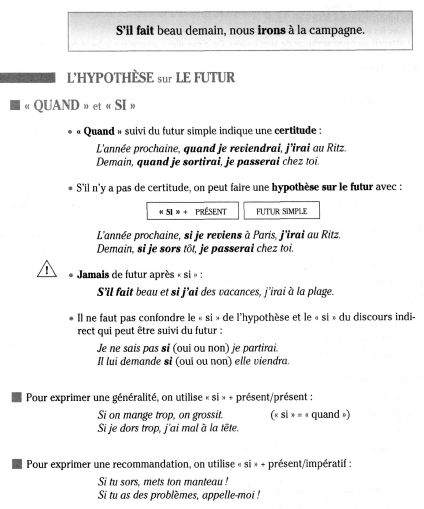 S'il fait beau demain, nous irons à la campagne.
L'HYPOTHÈSE sur LE FUTUR
« QUAND » et « SI »
• « Quand » suivi du futur simple indique une certitude :
L'année prochaine, quand je reviendrai, j'irai au Ritz.
Demain, quand je sortirai, je passerai chez toi.
• S'il n'y a pas de certitude, on peut faire une hypothèse sur le futur avec :
« SI » + PRÉSENT FUTUR SIMPLE
L'année prochaine, si je reviens à Paris, j'irai au Ritz.
Demain, si je sors tôt, je passerai chez toi.
! • Jamais de futur après « si » :
S'il fait beau et si j'ai des vacances, j'irai à la plage.
• Il ne faut pas confondre le « si » de l'hypothèse et le « si » du discours indi-
rect qui peut être suivi du futur :
Je ne sais pas si (oui ou non) je partirai.
Il lui demande si (oui ou non) elle viendra.
Pour exprimer une généralité, on utilise « si » + présent/présent :
Si on mange trop, on grossit. (« si » = « quand »)
Si je dors trop, j'ai mal à la tête.
Pour exprimer une recommandation, on utilise « si » + présent/impératif :
Si tu sors, mets ton manteau !
Si tu as des problèmes, appelle-moi !